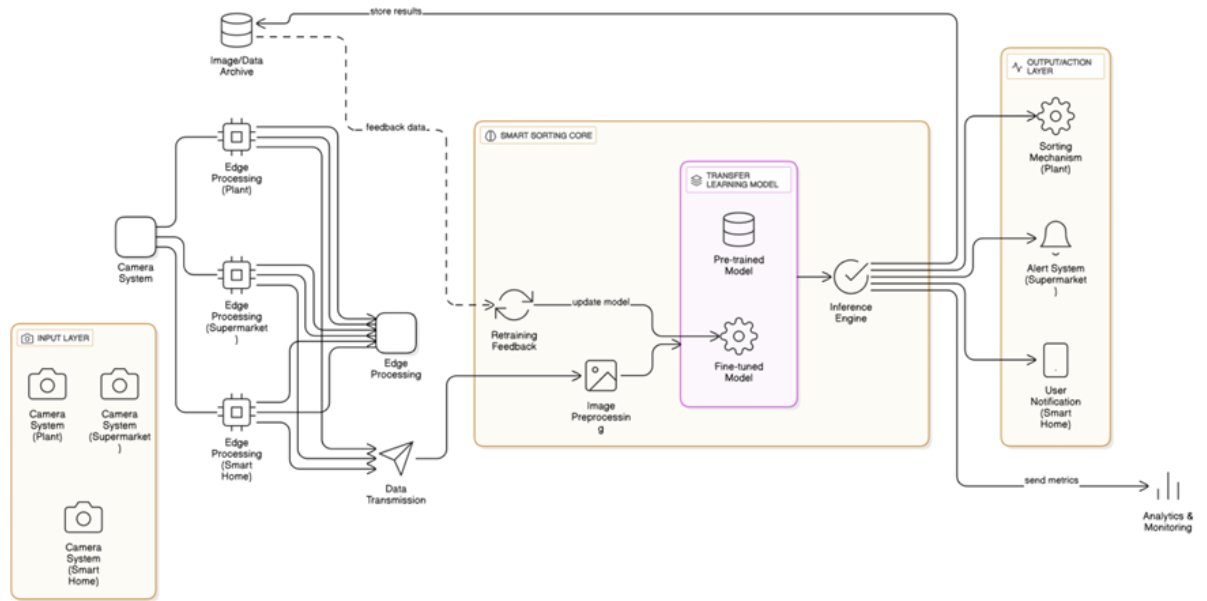 store results
Image/Data
Archive
feedback data
Edge
Processing
(Plant)
Camera
System
Edge
Processing
(Supermarket
)
Edge
Processing
Edge
Processing
(Smart
Home)
Data
Transmission
INPUT LAYER
Camera
System
(Plant)
Camera
System
(Supermarket
)
Camera
System
(Smart
Home)
SMART SORTING CORE
Retraining
Feedback
update model
Image
Preprocessin
g
TRANSFER
LEARNING MODEL
Pre-trained
Model
Fine-tuned
Model
Inference
Engine
OUTPUT/ACTION
LAYER
Sorting
Mechanism
(Plant)
Alert System
(Supermarket
)
User
Notification
(Smart
Home)
send metrics
Analytics &
Monitoring